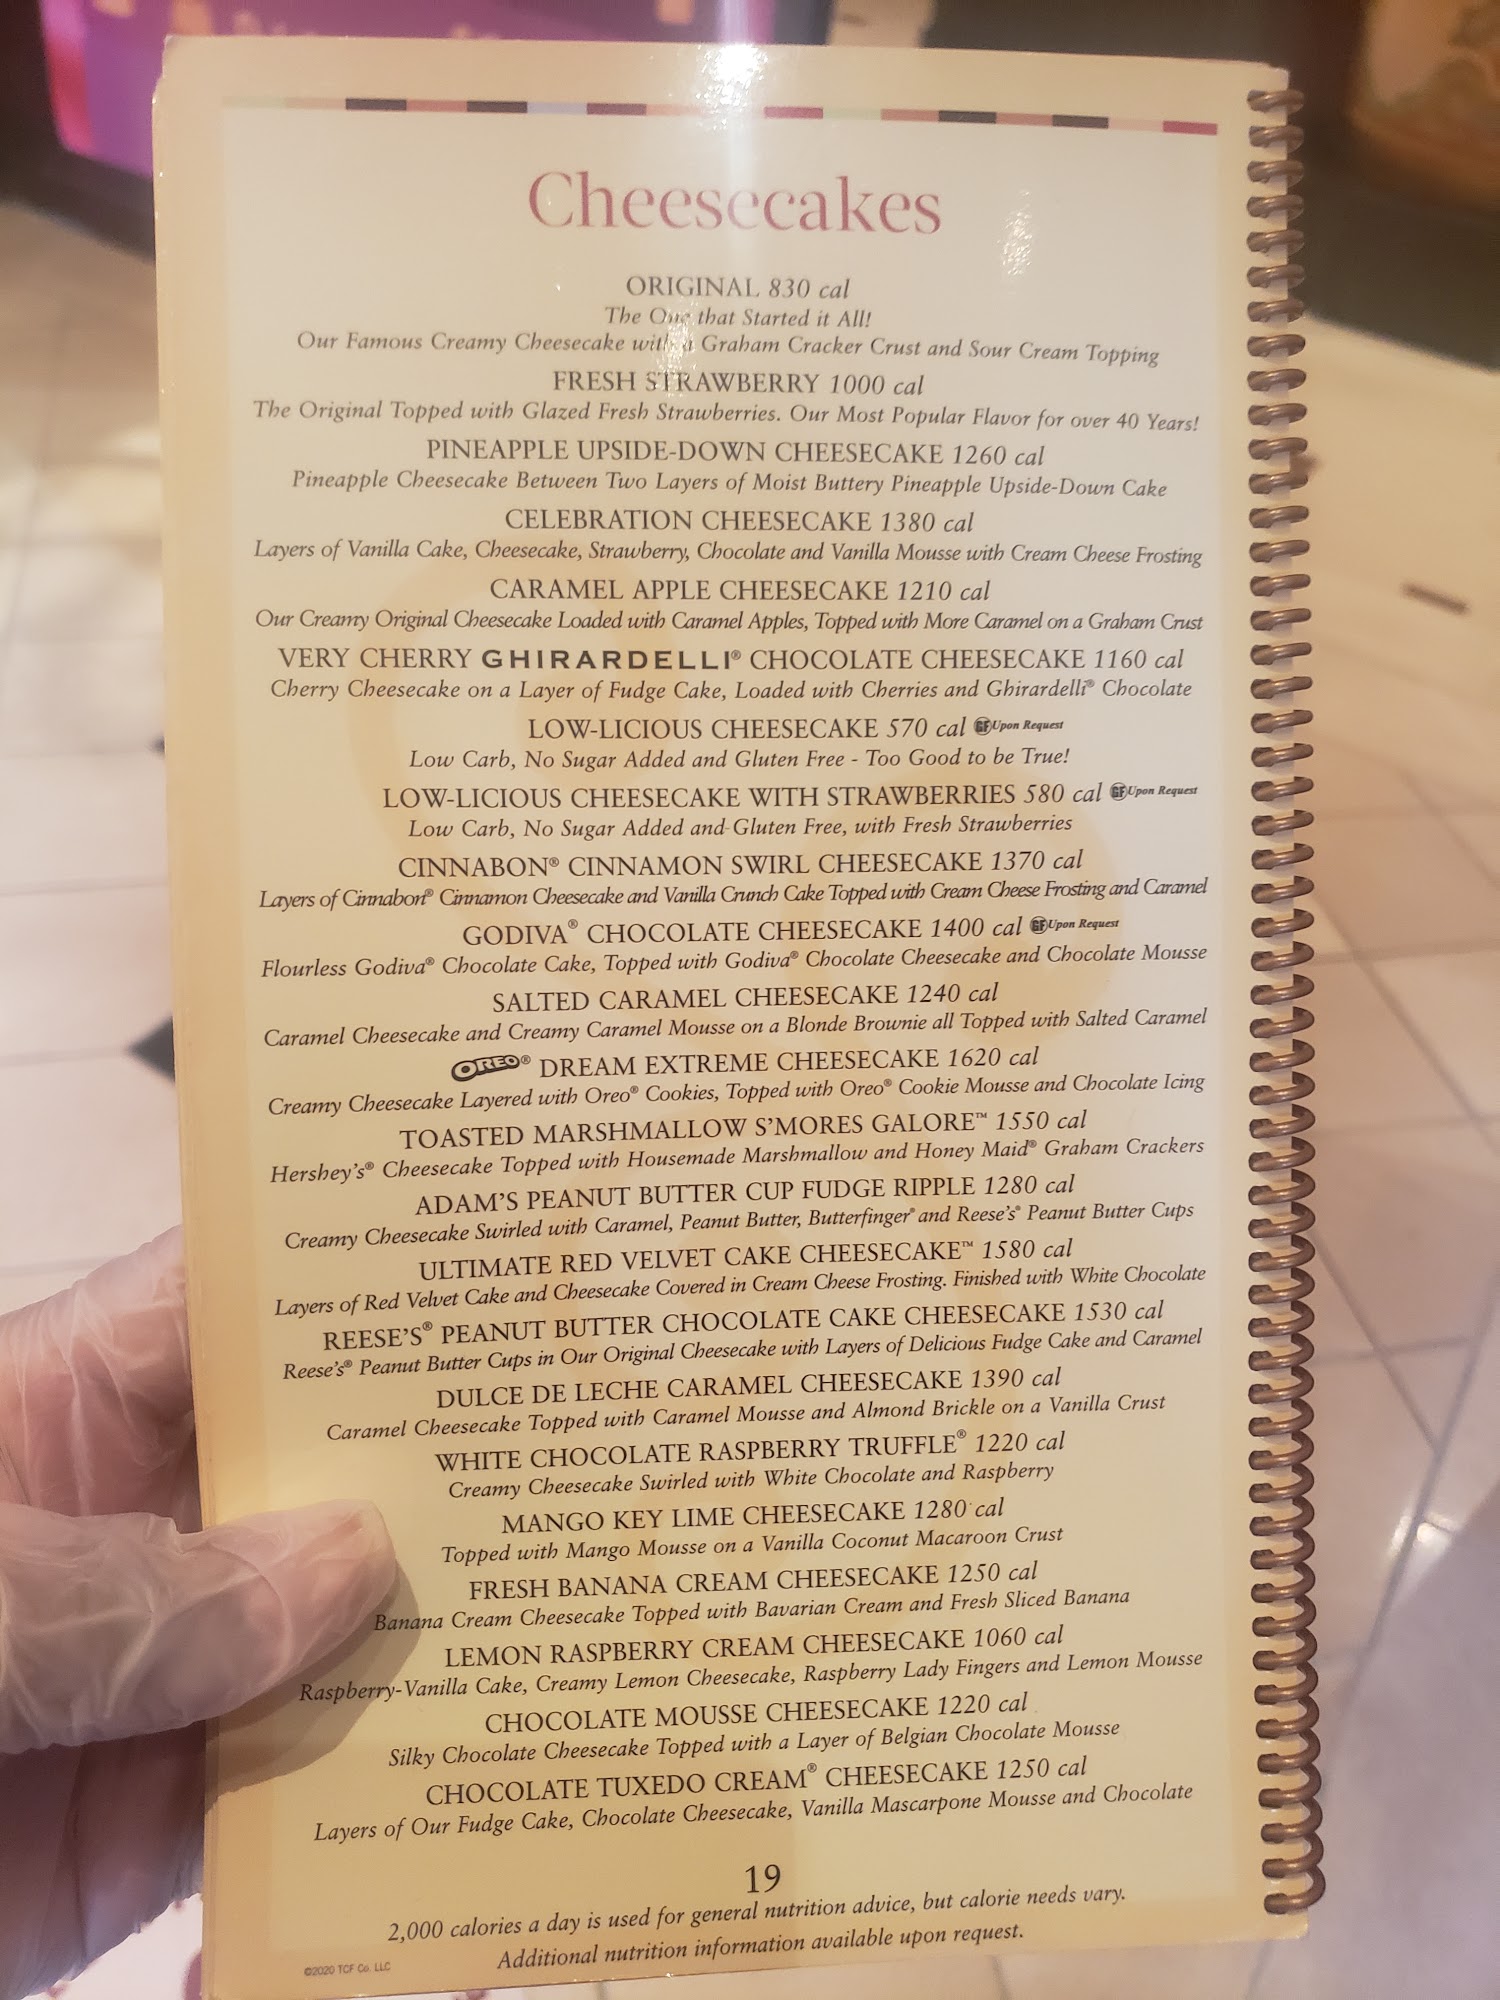 Cheesecakes
ORIGINAL 830 cal
The One that Started it All!
Our Famous Creamy Cheesecake with a Graham Cracker Crust and Sour Cream Topping
FRESH STRAWBERRY 1000 cal
The Original Topped with Glazed Fresh Strawberries. Our Most Popular Flavor for over 40 Years!
PINEAPPLE UPSIDE-DOWN CHEESECAKE 1260 cal
Pineapple Cheesecake Between Two Layers of Moist Buttery Pineapple Upside-Down Cake
CELEBRATION CHEESECAKE 1380 cal
Layers of Vanilla Cake, Cheesecake, Strawberry, Chocolate and Vanilla Mousse with Cream Cheese Frosting
CARAMEL APPLE CHEESECAKE 1210 cal
Our Creamy Original Cheesecake Loaded with Caramel Apples, Topped with More Caramel on a Graham Crust
VERY CHERRY GHIRARDELLI® CHOCOLATE CHEESECAKE 1160 cal
Cherry Cheesecake on a Layer of Fudge Cake, Loaded with Cherries and Ghirardelli® Chocolate
LOW-LICIOUS CHEESECAKE 570 cal GF Upon Request
Low Carb, No Sugar Added and Gluten Free - Too Good to be True!
LOW-LICIOUS CHEESECAKE WITH STRAWBERRIES 580 cal GF Upon Request
Low Carb, No Sugar Added and Gluten Free, with Fresh Strawberries
CINNABON® CINNAMON SWIRL CHEESECAKE 1370 cal
Layers of Cinnabon® Cinnamon Cheesecake and Vanilla Crunch Cake Topped with Cream Cheese Frosting and Caramel
GODIVA® CHOCOLATE CHEESECAKE 1400 cal GF Upon Request
Flourless Godiva® Chocolate Cake, Topped with Godiva® Chocolate Cheesecake and Chocolate Mousse
SALTED CARAMEL CHEESECAKE 1240 cal
Caramel Cheesecake and Creamy Caramel Mousse on a Blonde Brownie all Topped with Salted Caramel
OREO® DREAM EXTREME CHEESECAKE 1620 cal
Creamy Cheesecake Layered with Oreo® Cookies, Topped with Oreo® Cookie Mousse and Chocolate Icing
TOASTED MARSHMALLOW S'MORES GALORE™ 1550 cal
Hershey's® Cheesecake Topped with Housemade Marshmallow and Honey Maid® Graham Crackers
ADAM'S PEANUT BUTTER CUP FUDGE RIPPLE 1280 cal
Creamy Cheesecake Swirled with Caramel, Peanut Butter, Butterfinger® and Reese's® Peanut Butter Cups
ULTIMATE RED VELVET CAKE CHEESECAKE™ 1580 cal
Layers of Red Velvet Cake and Cheesecake Covered in Cream Cheese Frosting. Finished with White Chocolate
REESE'S® PEANUT BUTTER CHOCOLATE CAKE CHEESECAKE 1530 cal
Reese's® Peanut Butter Cups in Our Original Cheesecake with Layers of Delicious Fudge Cake and Caramel
DULCE DE LECHE CARAMEL CHEESECAKE 1390 cal
Caramel Cheesecake Topped with Caramel Mousse and Almond Brickle on a Vanilla Crust
WHITE CHOCOLATE RASPBERRY TRUFFLE® 1220 cal
Creamy Cheesecake Swirled with White Chocolate and Raspberry
MANGO KEY LIME CHEESECAKE 1280 cal
Topped with Mango Mousse on a Vanilla Coconut Macaroon Crust
FRESH BANANA CREAM CHEESECAKE 1250 cal
Banana Cream Cheesecake Topped with Bavarian Cream and Fresh Sliced Banana
LEMON RASPBERRY CREAM CHEESECAKE 1060 cal
Raspberry-Vanilla Cake, Creamy Lemon Cheesecake, Raspberry Lady Fingers and Lemon Mousse
CHOCOLATE MOUSSE CHEESECAKE 1220 cal
Silky Chocolate Cheesecake Topped with a Layer of Belgian Chocolate Mousse
CHOCOLATE TUXEDO CREAM® CHEESECAKE 1250 cal
Layers of Our Fudge Cake, Chocolate Cheesecake, Vanilla Mascarpone Mousse and Chocolate
19
2,000 calories a day is used for general nutrition advice, but calorie needs vary.
Additional nutrition information available upon request.
©2020 TCF Co. LLC